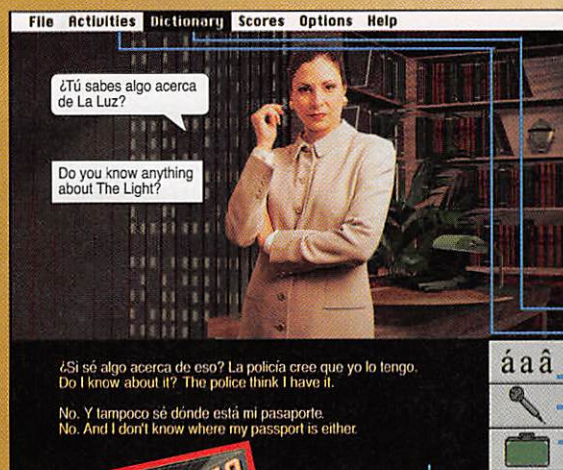 File Activities Dictionary Scores Options Help
¿Tú sabes algo acerca
de La Luz?
Do you know anything
about The Light?
¿Si sé algo acerca de eso? La policía cree que yo lo tengo.
Do I know about it? The police think I have it.
No. Y tampoco sé dónde está mi pasaporte.
No. And I don't know where my passport is either.
á a â